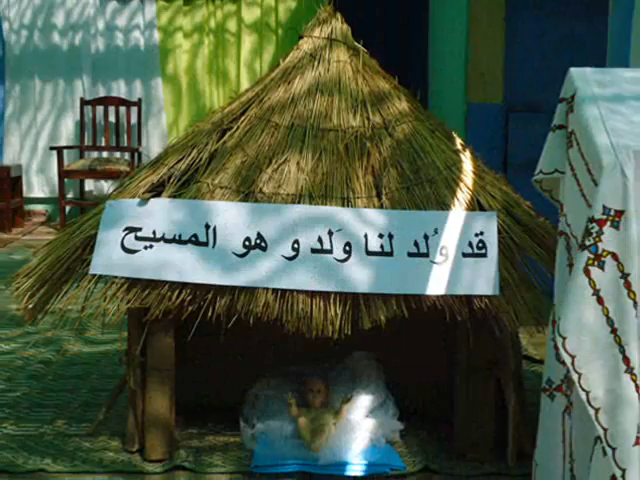 قد وُلد لنا وَلد و هو المسيح